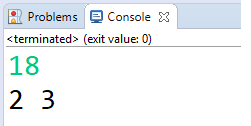 Problems Console
<terminated> (exit value: 0)
18
2 3